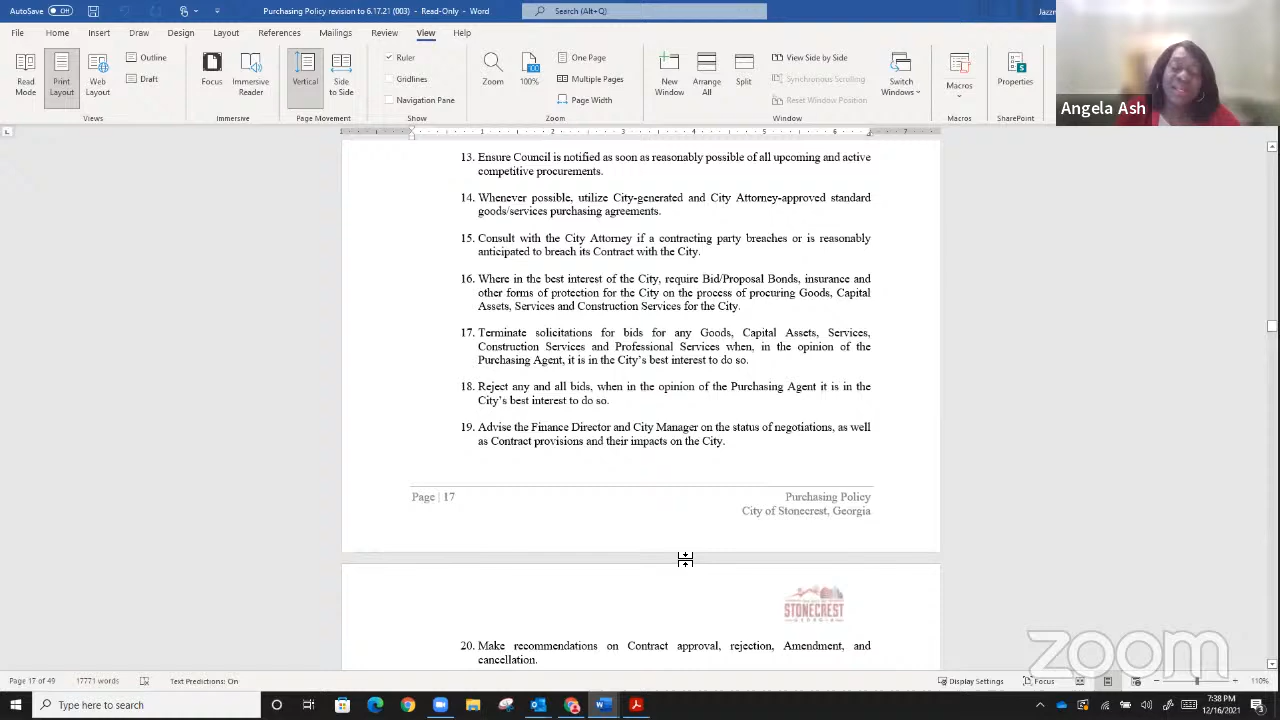 AutoSave Off Purchasing Policy revision to 6.17.21 (003) - Read-Only - Word Search (Alt+Q) Jazzm
File Home Insert Draw Design Layout References Mailings Review View Help
Read Mode
Print Layout
Web Layout
Outline
Draft
Views
Focus
Immersive Reader
Immersive
Vertical
Side to Side
Page Movement
Ruler
Gridlines
Navigation Pane
Show
Zoom
100%
One Page
Multiple Pages
Page Width
Zoom
New Window
Arrange All
Split
View Side by Side
Synchronous Scrolling
Reset Window Position
Window
Switch Windows
Macros
Macros
Properties
SharePoint
Angela Ash
13. Ensure Council is notified as soon as reasonably possible of all upcoming and active
competitive procurements.
14. Whenever possible, utilize City-generated and City Attorney-approved standard
goods/services purchasing agreements.
15. Consult with the City Attorney if a contracting party breaches or is reasonably
anticipated to breach its Contract with the City.
16. Where in the best interest of the City, require Bid/Proposal Bonds, insurance and
other forms of protection for the City on the process of procuring Goods, Capital
Assets, Services and Construction Services for the City.
17. Terminate solicitations for bids for any Goods, Capital Assets, Services,
Construction Services and Professional Services when, in the opinion of the
Purchasing Agent, it is in the City's best interest to do so.
18. Reject any and all bids, when in the opinion of the Purchasing Agent it is in the
City's best interest to do so.
19. Advise the Finance Director and City Manager on the status of negotiations, as well
as Contract provisions and their impacts on the City.
Page | 17 Purchasing Policy
City of Stonecrest, Georgia
STONECREST
GEORGIA
20. Make recommendations on Contract approval, rejection, Amendment, and
cancellation.
zoom
Page 17 of 49 17771 words Text Predictions: On Display Settings Focus 110%
Type here to search 7:38 PM
12/16/2021